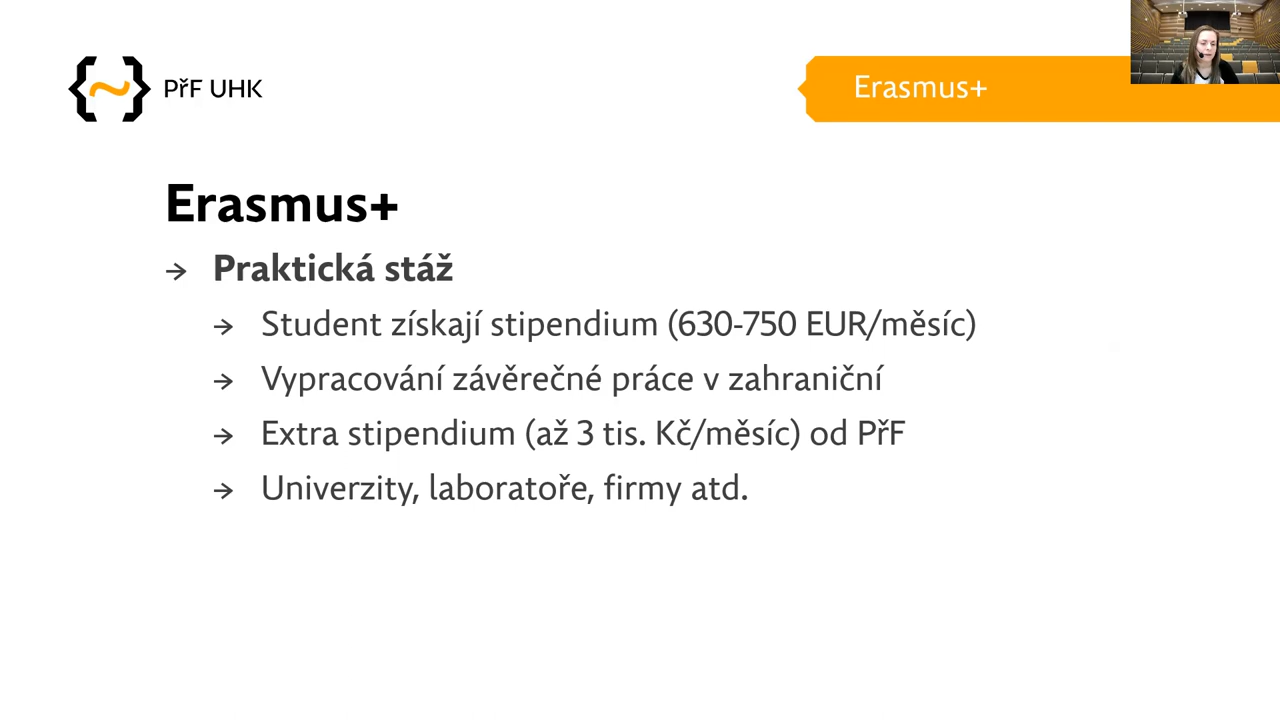 PřF UHK
Erasmus+
Erasmus+
→ Praktická stáž
→ Student získají stipendium (630-750 EUR/měsíc)
→ Vypracování závěrečné práce v zahraniční
→ Extra stipendium (až 3 tis. Kč/měsíc) od PřF
→ Univerzity, laboratoře, firmy atd.